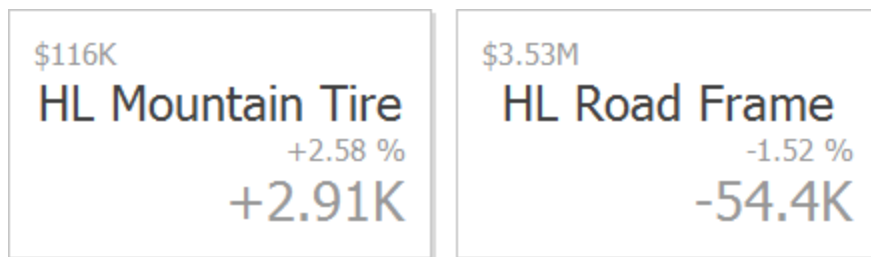 $116K
HL Mountain Tire
+2.58 %
+2.91K
$3.53M
HL Road Frame
-1.52 %
-54.4K